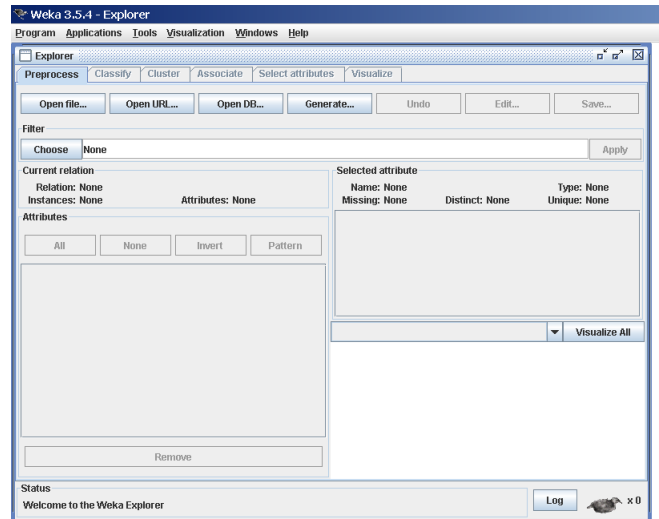 Weka 3.5.4 - Explorer
Program Applications Tools Visualization Windows Help
Explorer
Preprocess Classify Cluster Associate Select attributes Visualize
Open file... Open URL... Open DB... Generate... Undo Edit... Save...
Filter
Choose None Apply
Current relation
Relation: None
Instances: None Attributes: None
Selected attribute
Name: None Type: None
Missing: None Distinct: None Unique: None
Attributes
All None Invert Pattern
Visualize All
Remove
Status
Welcome to the Weka Explorer
Log x 0